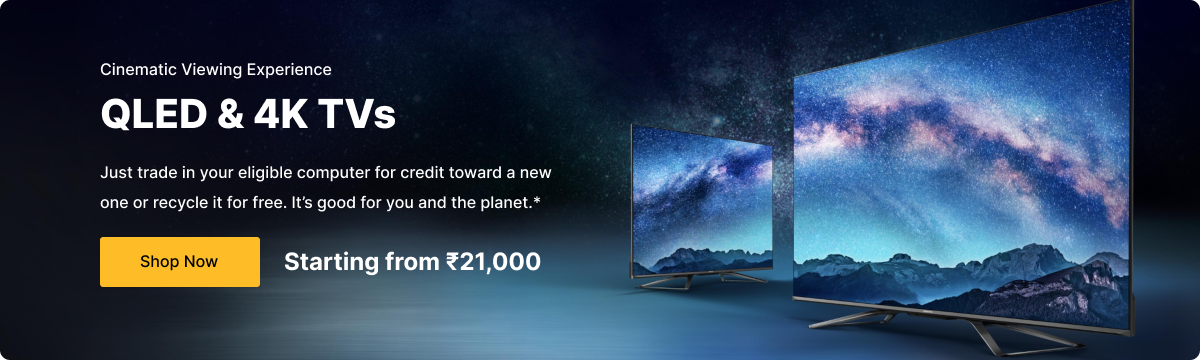 Cinematic Viewing Experience
QLED & 4K TVs
Just trade in your eligible computer for credit toward a new
one or recycle it for free. It’s good for you and the planet.*
Shop Now
Starting from ₹21,000